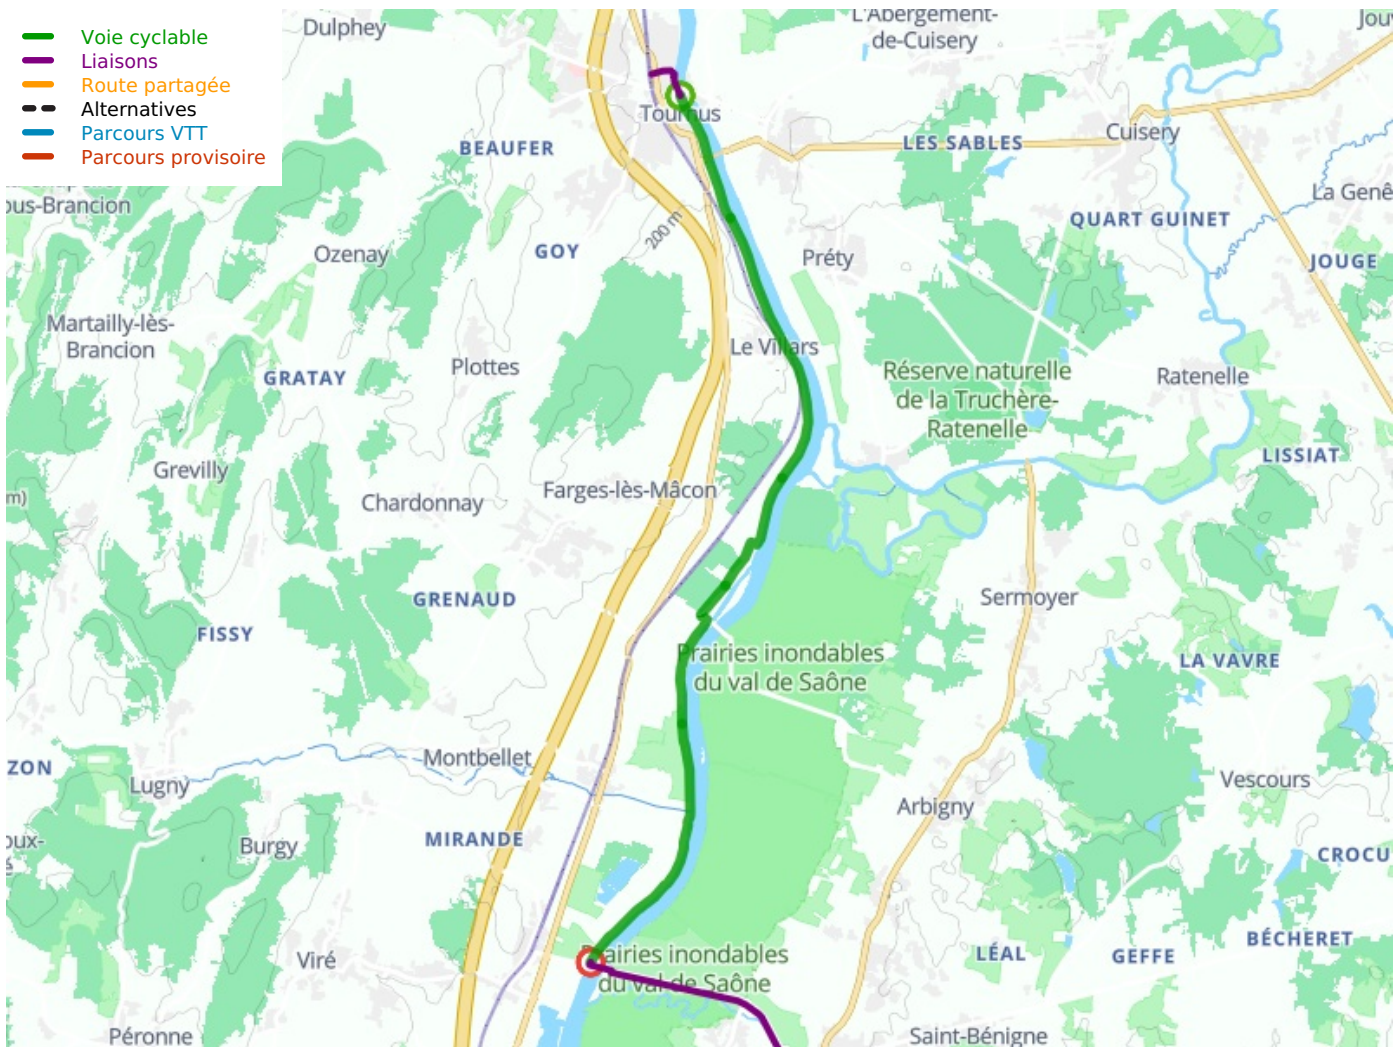 Voie cyclable
Liaisons
Route partagée
Alternatives
Parcours VTT
Parcours provisoire
Dulphey
L'Abergement-
de-Cuisery
Tournus
BEAUFER
LES SABLES
Cuisery
ous-Brancion
La Genê
QUART GUINET
200 m
Ozenay
GOY
Préty
JOUGE
Martailly-lès-
Brancion
Le Villars
GRATAY
Plottes
Réserve naturelle
de la Truchère-
Ratenelle
Ratenelle
LISSIAT
Grevilly
Chardonnay
Farges-lès-Mâcon
m)
GRENAUD
Sermoyer
FISSY
Prairies inondables
du val de Saône
LA VAVRE
ZON
Lugny
Montbellet
Vescours
Arbigny
MIRANDE
Burgy
oux-
CROCU
Viré
Prairies inondables
du val de Saône
LÉAL
GEFFE
BÉCHERET
Péronne
Saint-Bénigne